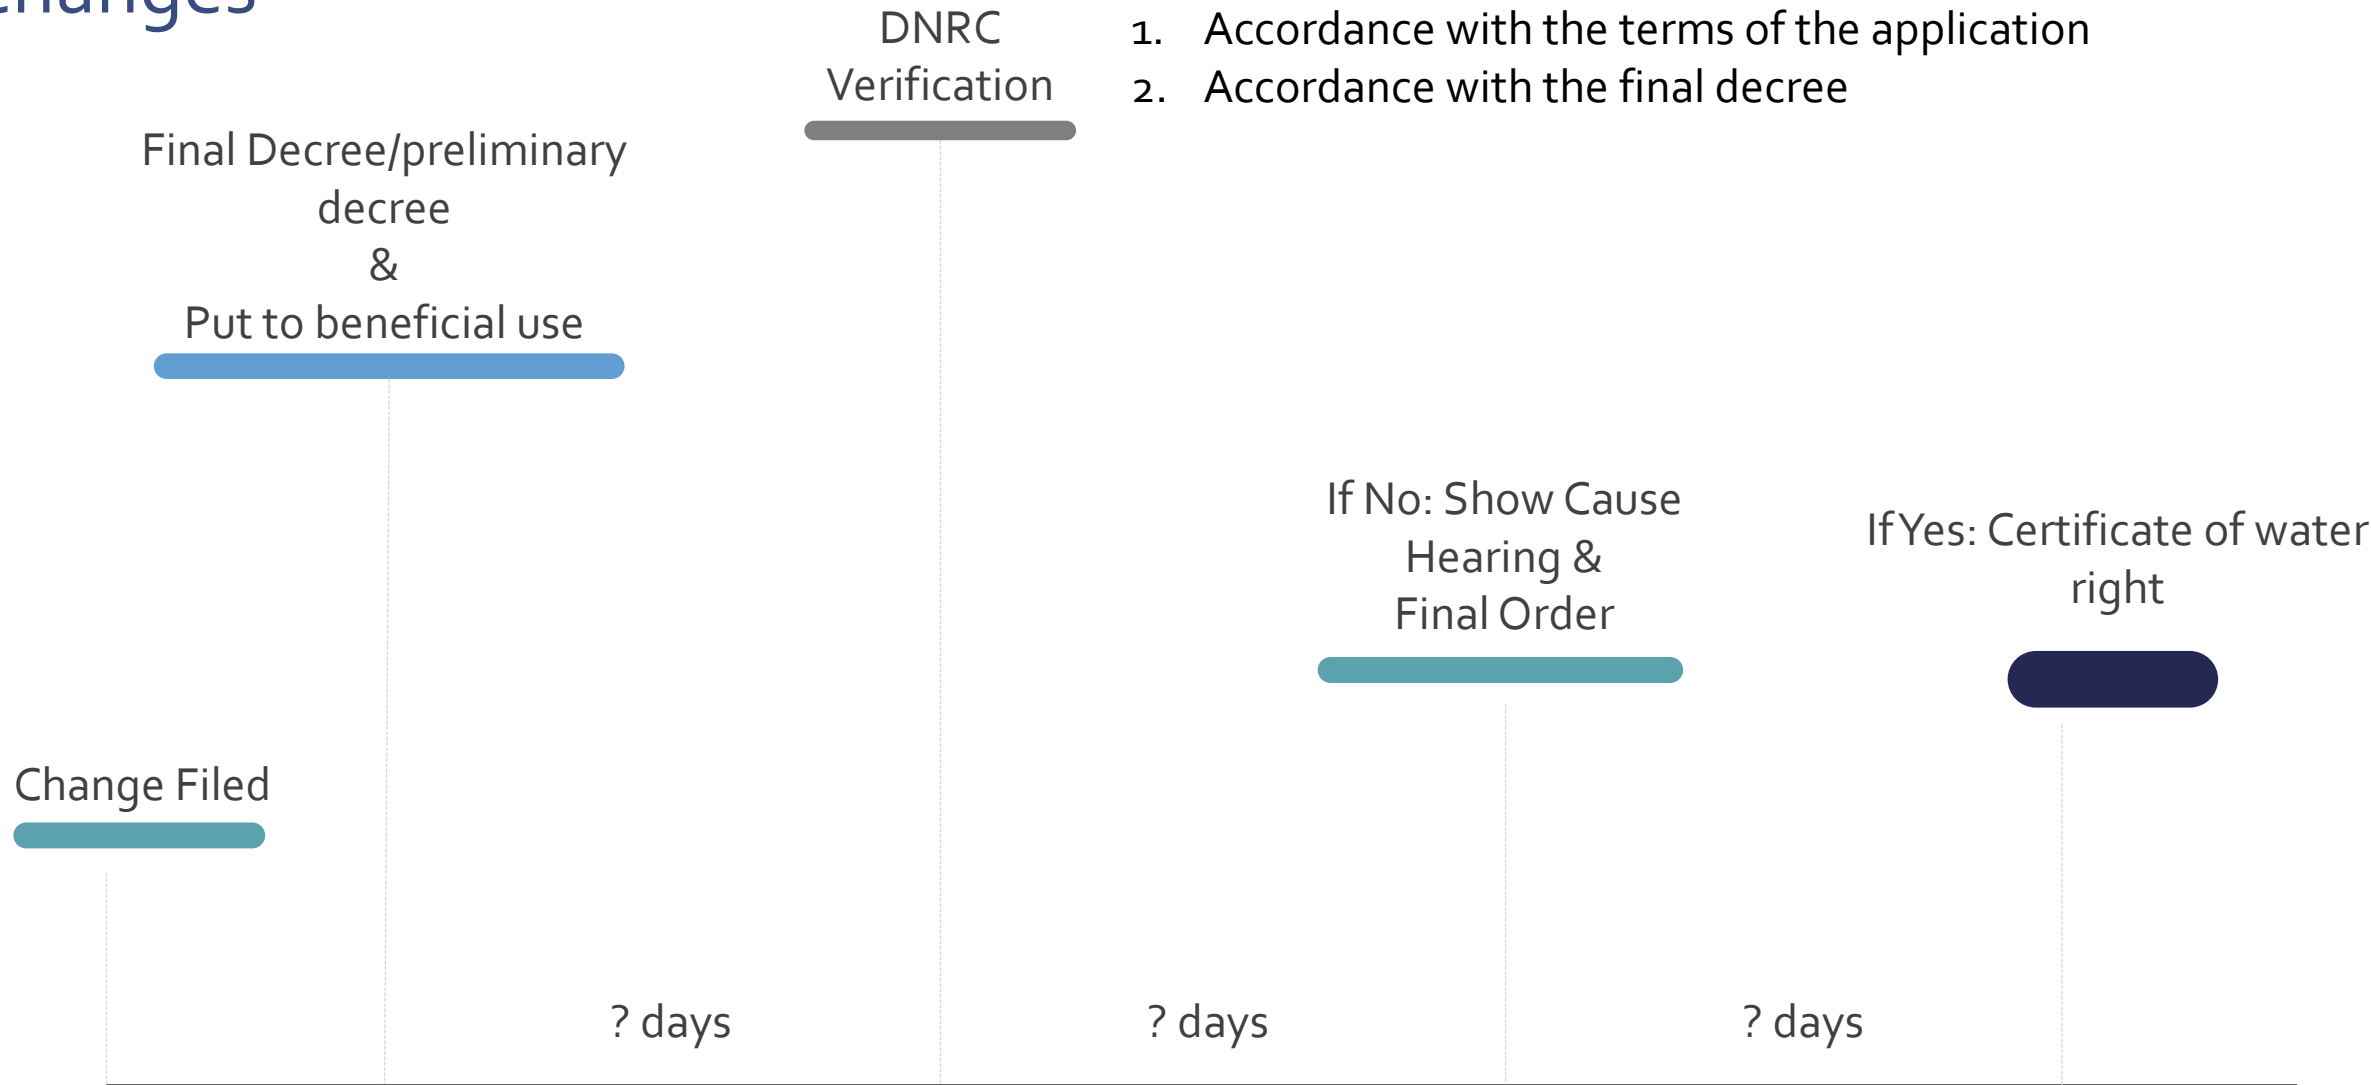 DNRC
Verification
1. Accordance with the terms of the application
2. Accordance with the final decree
Final Decree/preliminary
decree
&
Put to beneficial use
If No: Show Cause
Hearing &
Final Order
If Yes: Certificate of water
right
Change Filed
? days
? days
? days